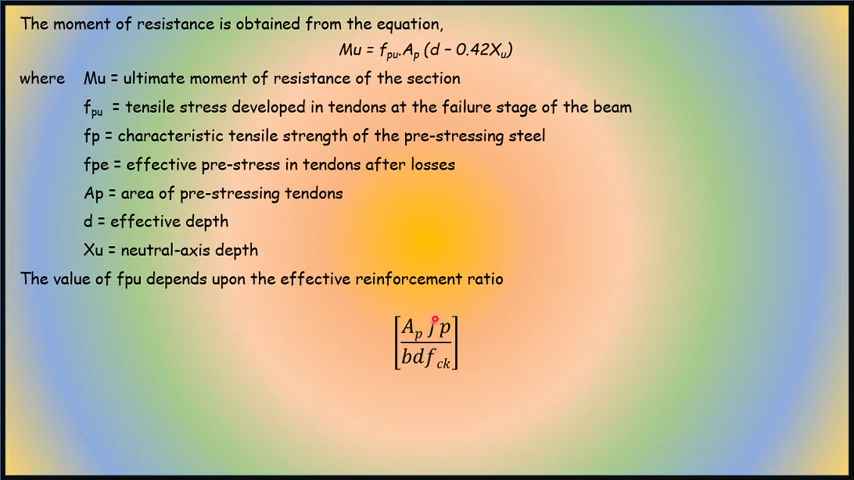 The moment of resistance is obtained from the equation,
Mu = fpu.Ap (d – 0.42Xu)
where Mu = ultimate moment of resistance of the section
fpu = tensile stress developed in tendons at the failure stage of the beam
fp = characteristic tensile strength of the pre-stressing steel
fpe = effective pre-stress in tendons after losses
Ap = area of pre-stressing tendons
d = effective depth
Xu = neutral-axis depth
The value of fpu depends upon the effective reinforcement ratio
[Ap fp
bdfck]